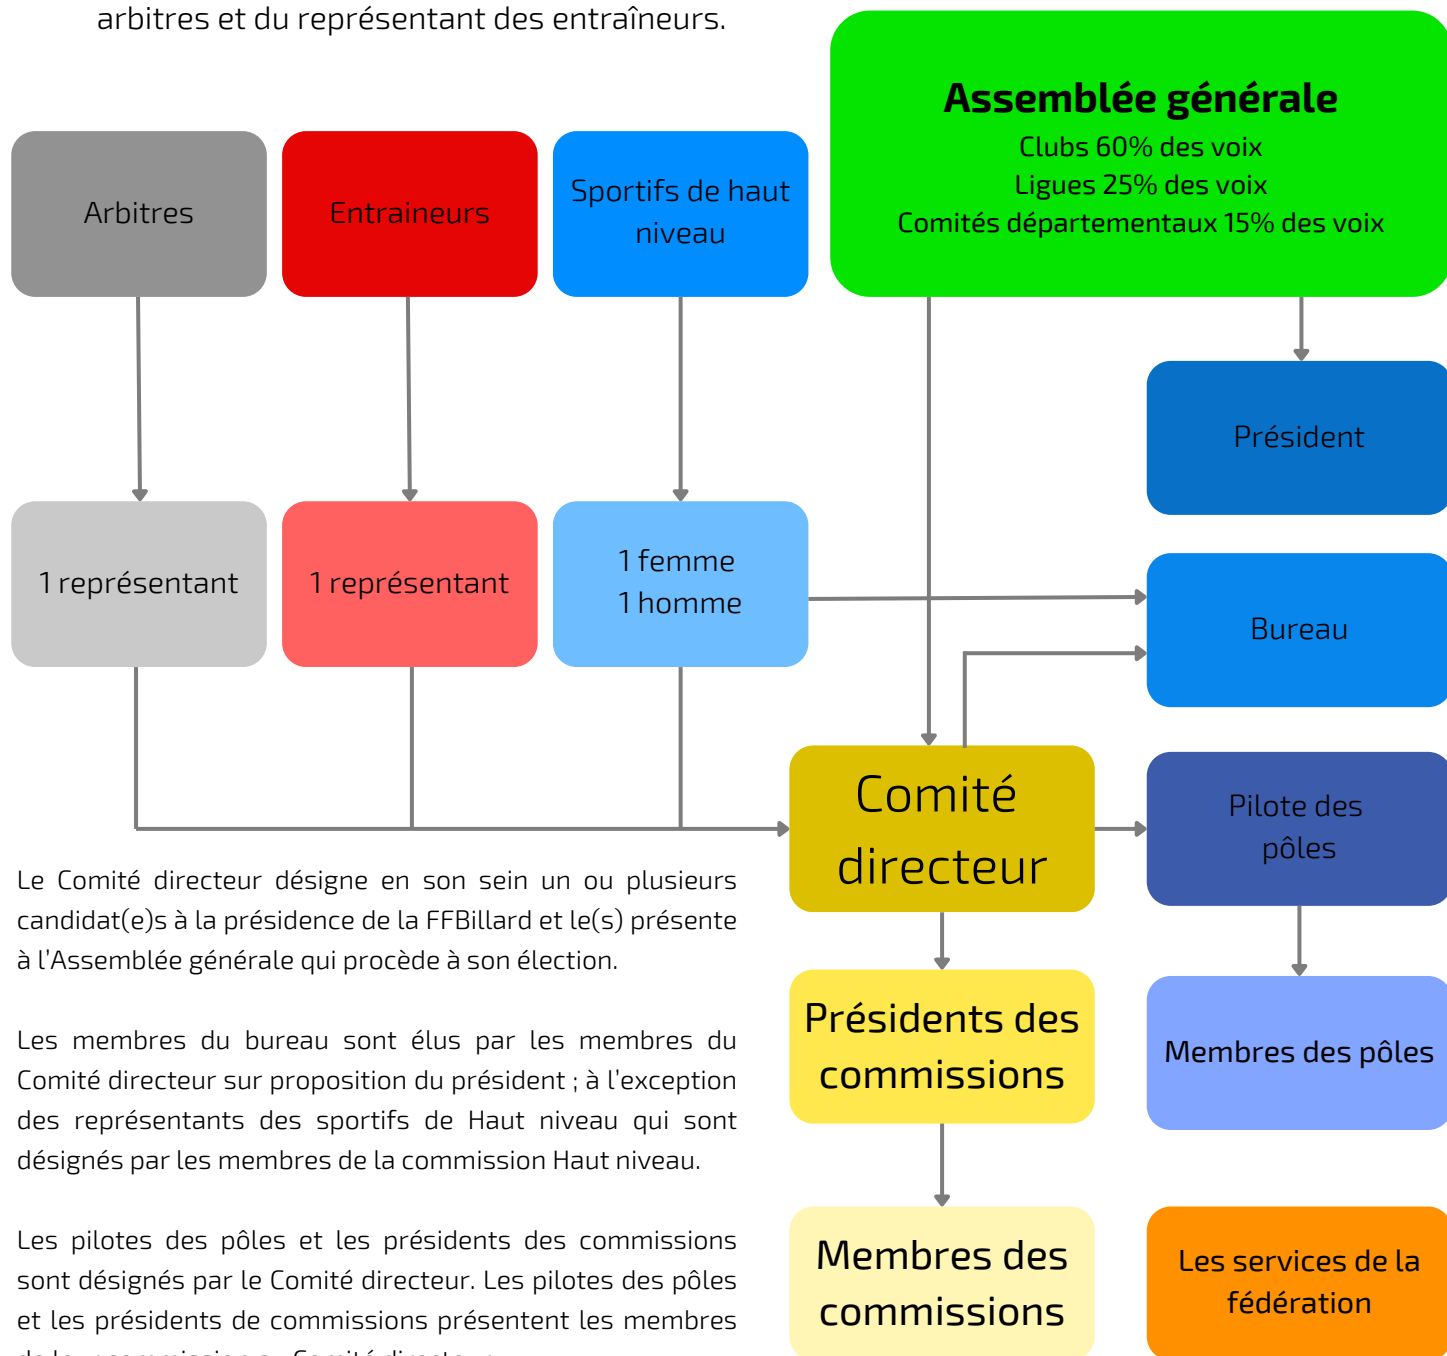 arbitres et du représentant des entraîneurs.
Assemblée générale
Clubs 60% des voix
Ligues 25% des voix
Comités départementaux 15% des voix
Arbitres
Entraineurs
Sportifs de haut
niveau
Président
1 représentant
1 représentant
1 femme
1 homme
Bureau
Comité
directeur
Pilote des
pôles
Le Comité directeur désigne en son sein un ou plusieurs
candidat(e)s à la présidence de la FFBillard et le(s) présente
à l'Assemblée générale qui procède à son élection.
Présidents des
commissions
Membres des pôles
Les membres du bureau sont élus par les membres du
Comité directeur sur proposition du président ; à l'exception
des représentants des sportifs de Haut niveau qui sont
désignés par les membres de la commission Haut niveau.
Membres des
commissions
Les services de la
fédération
Les pilotes des pôles et les présidents des commissions
sont désignés par le Comité directeur. Les pilotes des pôles
et les présidents de commissions présentent les membres
de leur commission au Comité directeur